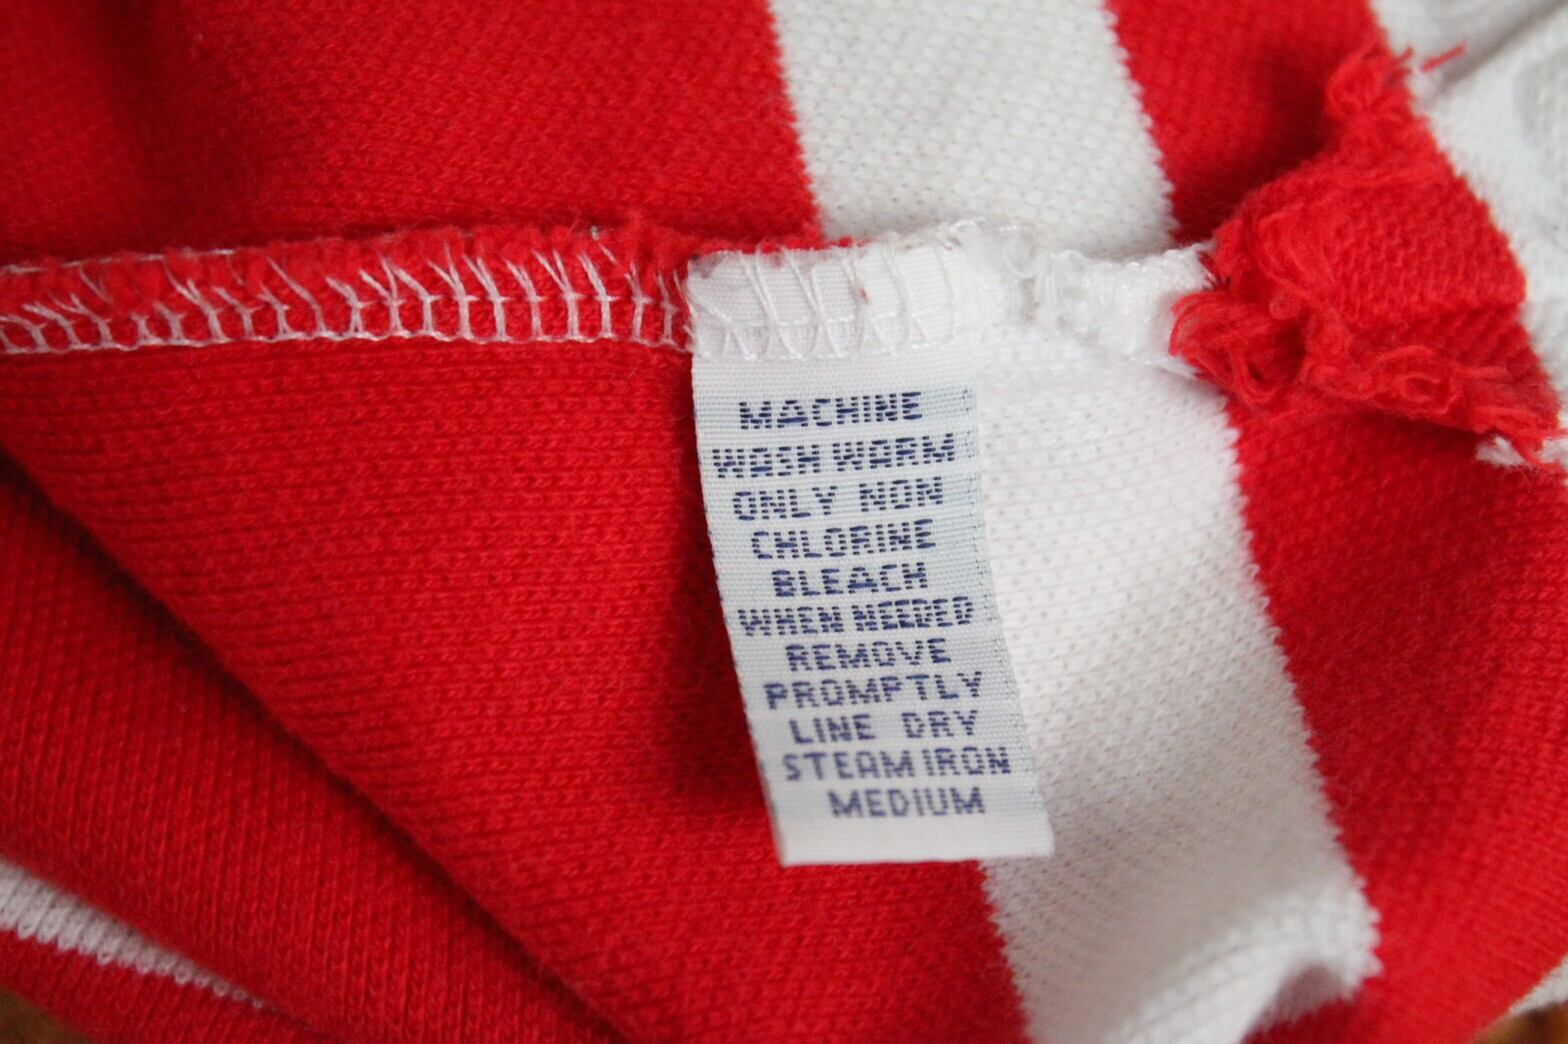 MACHINE
WASH WARM
ONLY NON
CHLORINE
BLEACH
WHEN NEEDED
REMOVE
PROMPTLY
LINE DRY
STEAM IRON
MEDIUM